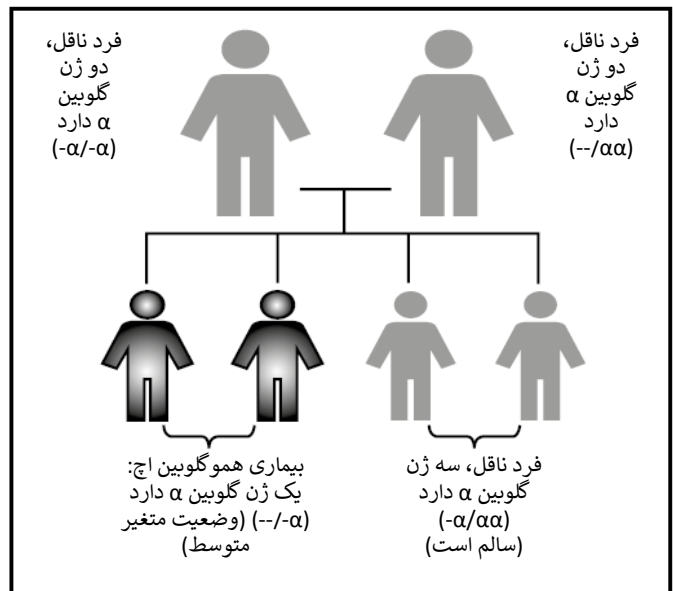 فرد ناقل،
دو ژن
گلوبین α
دارد
(--/αα)
فرد ناقل،
دو ژن
گلوبین
α دارد
(-α/-α)
فرد ناقل، سه ژن
گلوبین α دارد
(-α/αα)
(سالم است)
بیماری هموگلوبین اچ:
یک ژن گلوبین α دارد
(--/-α) (وضعیت متغیر
متوسط)